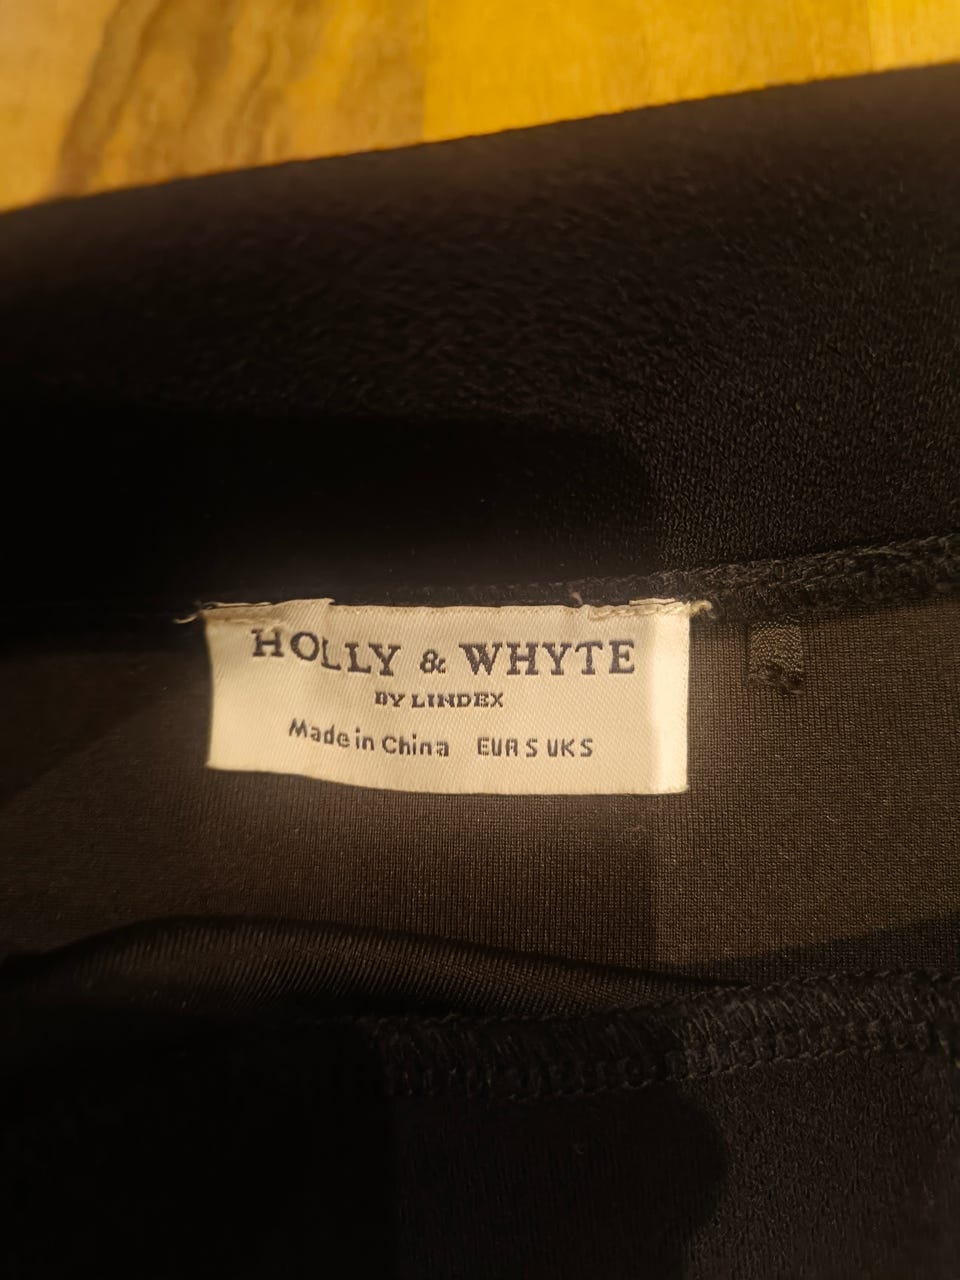 HOLLY & WHYTE
BY LINDEX
Made in China EUR S UK S